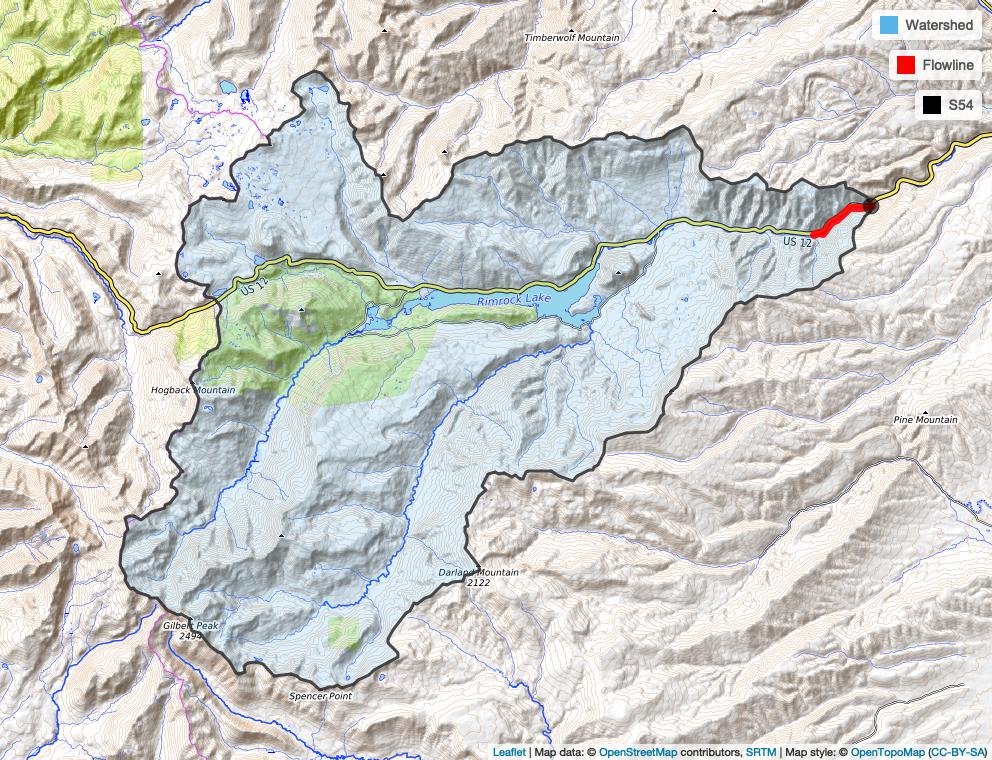 Timberwolf Mountain
Watershed
Flowline
S54
US 12
US 12
Rimrock Lake
Hogback Mountain
Pine Mountain
Darland Mountain
2122
Gilbert Peak
2494
Spencer Point
Leaflet | Map data: © OpenStreetMap contributors, SRTM | Map style: © OpenTopoMap (CC-BY-SA)